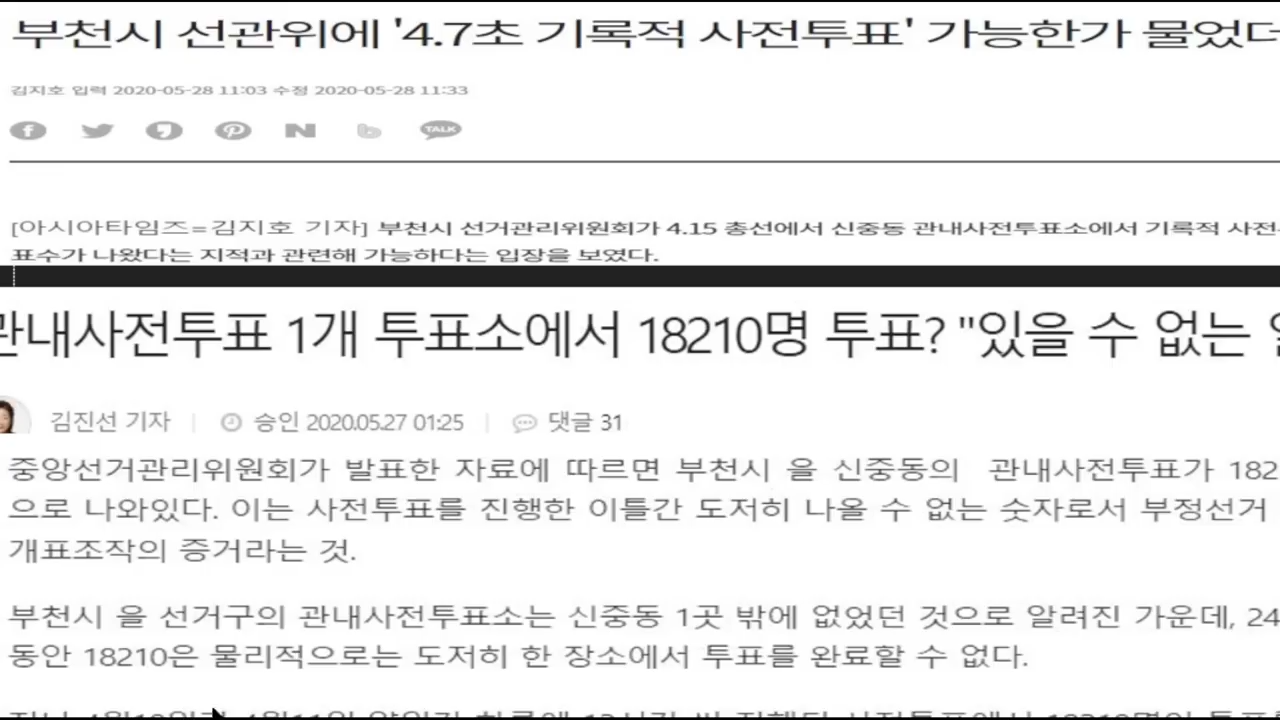 부천시 선관위에 '4.7초 기록적 사전투표' 가능한가 물었더
김지호 입력 2020-05-28 11:03 수정 2020-05-28 11:33
TALK
[아시아타임즈=김지호 기자] 부천시 선거관리위원회가 4.15 총선에서 신중동 관내사전투표소에서 기록적 사전
표수가 나왔다는 지적과 관련해 가능하다는 입장을 보였다.
관내사전투표 1개 투표소에서 18210명 투표? "있을 수 없는
김진선 기자 승인 2020.05.27 01:25 댓글 31
중앙선거관리위원회가 발표한 자료에 따르면 부천시 을 신중동의 관내사전투표가 182
으로 나와있다. 이는 사전투표를 진행한 이틀간 도저히 나올 수 없는 숫자로서 부정선거
개표조작의 증거라는 것.
부천시 을 선거구의 관내사전투표소는 신중동 1곳 밖에 없었던 것으로 알려진 가운데, 24
동안 18210은 물리적으로는 도저히 한 장소에서 투표를 완료할 수 없다.